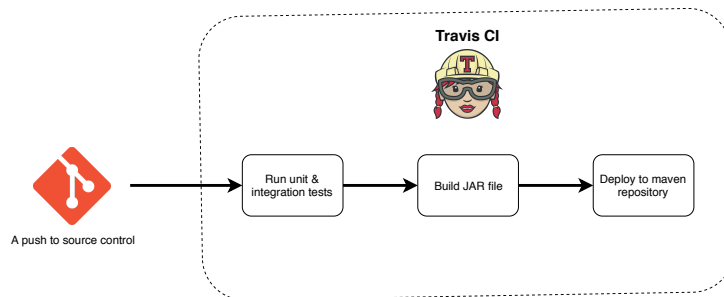 Travis CI
T
Run unit &
integration tests
Build JAR file
Deploy to maven
repository
A push to source control